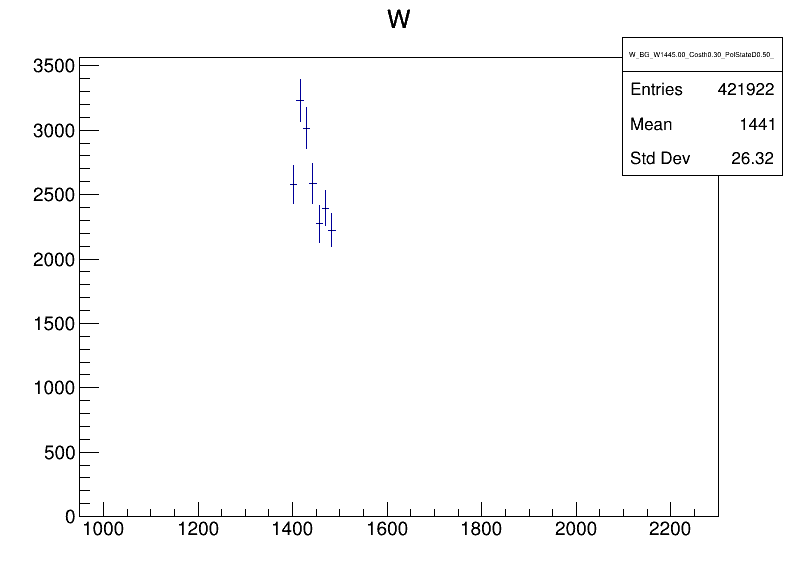 W
W_BG_W1445.00_Costh0.30_PolStateD0.50_
Entries 421922
Mean 1441
Std Dev 26.32
3500
3000
2500
2000
1500
1000
500
0
1000 1200 1400 1600 1800 2000 2200